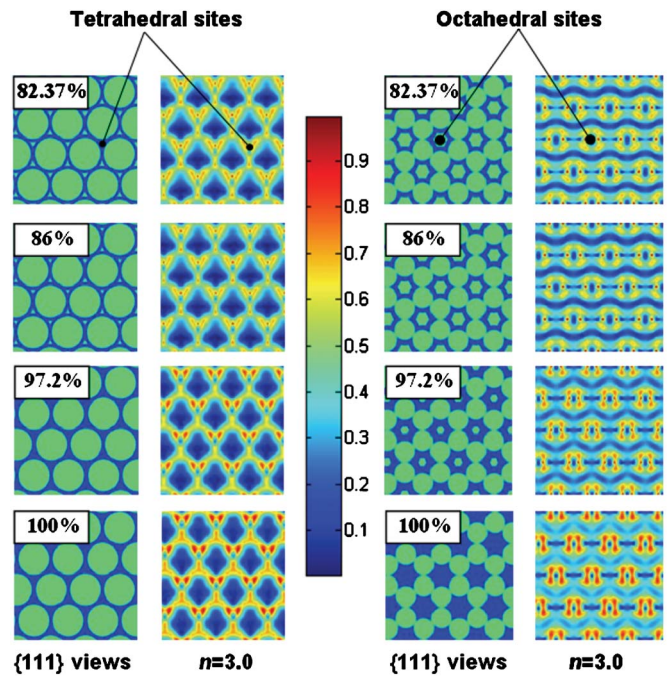 Tetrahedral sites
Octahedral sites
82.37%
82.37%
0.9
86%
86%
0.8
0.7
0.6
0.5
97.2%
97.2%
0.4
0.3
0.2
100%
100%
0.1
{111} views
n=3.0
{111} views
n=3.0